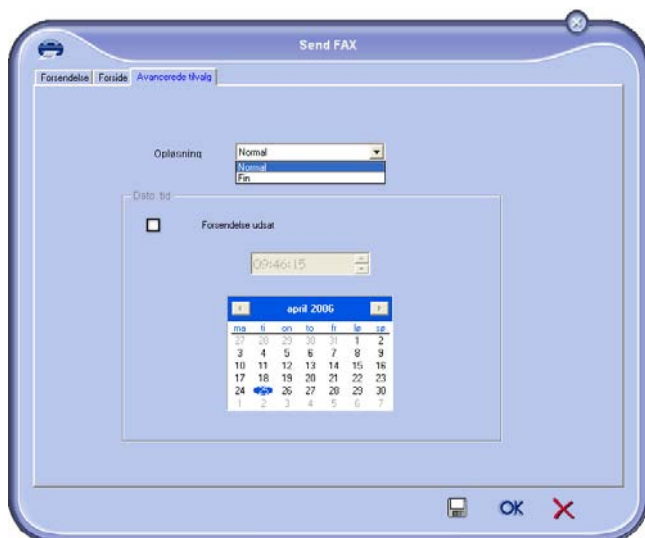 Send FAX
Forsendelse Forside Avancerede tilvalg
Opløsning Normal
Normal
Fin
Dato, tid
Forsendelse udsat
09:46:15
april 2006
ma ti on to fr lø sø
27 28 29 30 31 1 2
3 4 5 6 7 8 9
10 11 12 13 14 15 16
17 18 19 20 21 22 23
24 26 27 28 29 30
1 2 3 4 5 6 7
OK